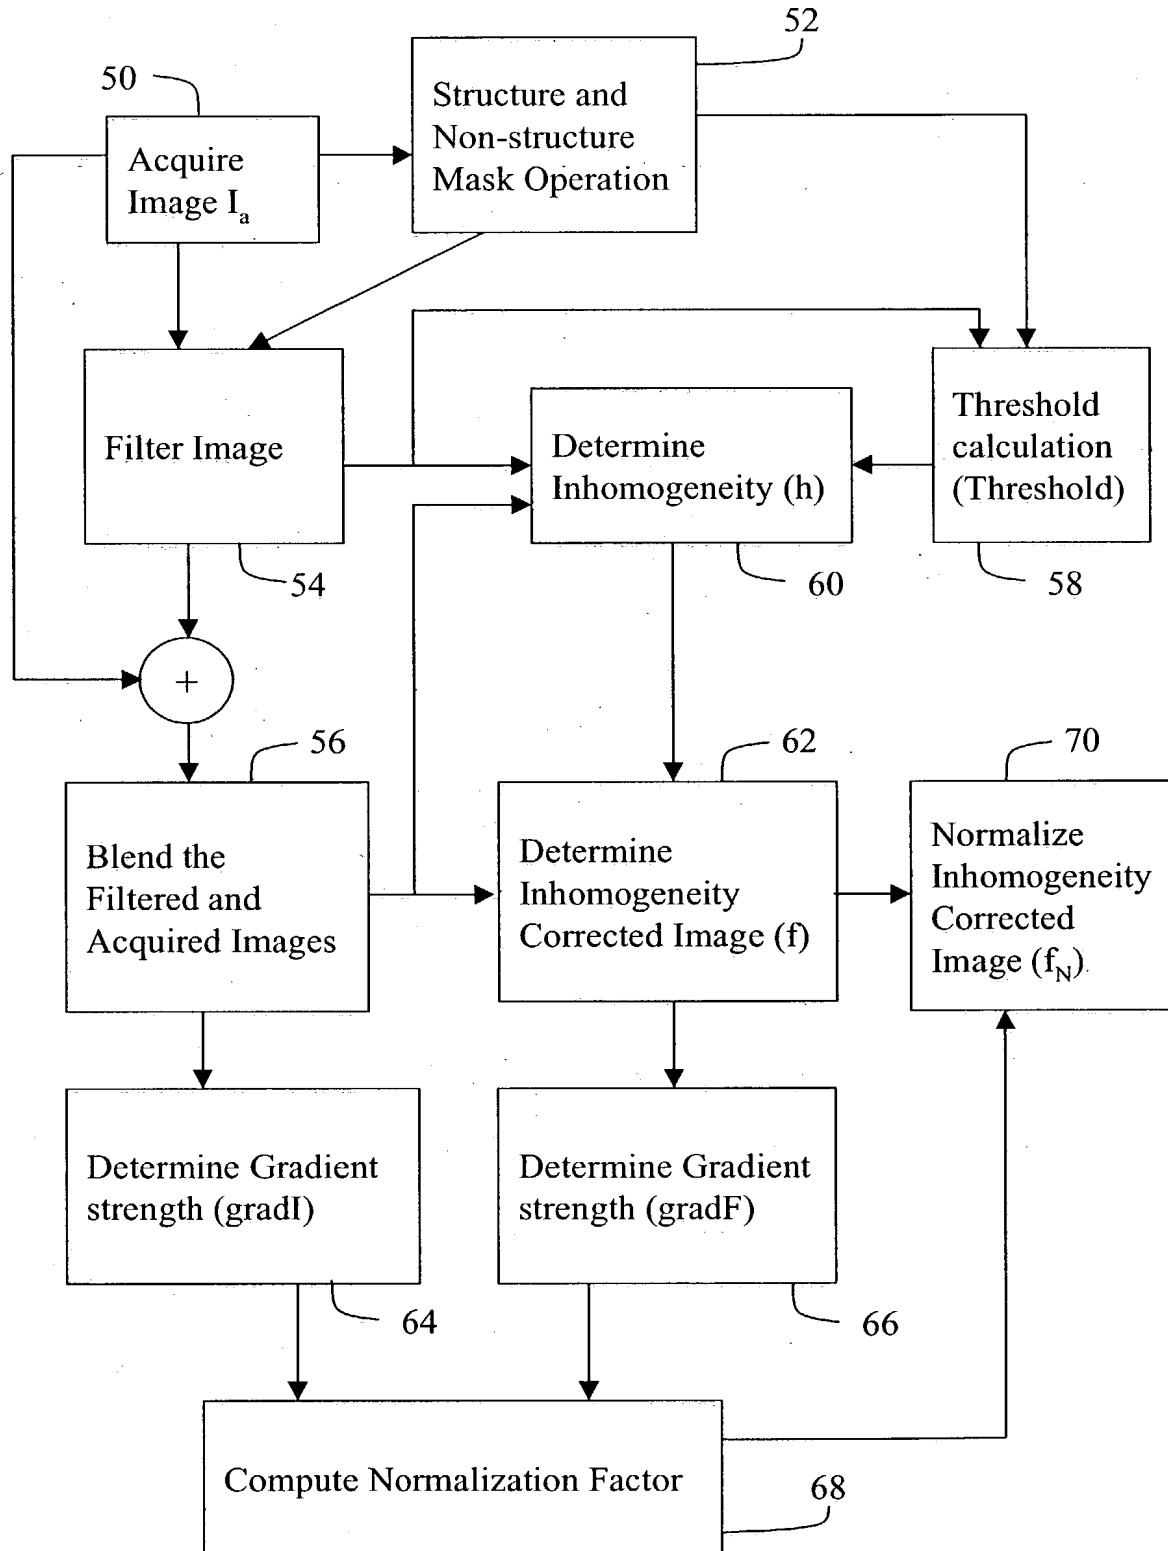 52
50
Structure and
Non-structure
Mask Operation
Acquire
Image Iₐ
Filter Image
Determine
Inhomogeneity (h)
Threshold
calculation
(Threshold)
54
60
58
+
56
62
70
Blend the
Filtered and
Acquired Images
Determine
Inhomogeneity
Corrected Image (f)
Normalize
Inhomogeneity
Corrected
Image (f_N)
Determine Gradient
strength (gradI)
Determine Gradient
strength (gradF)
64
66
Compute Normalization Factor
68